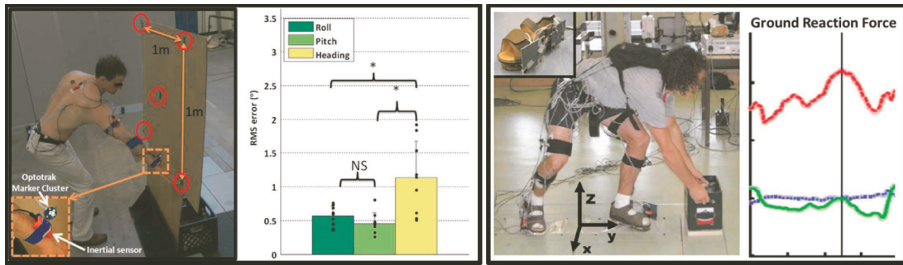 1m
1m
Optotrak
Marker Cluster
Inertial sensor
3.5
3
2.5
2
1.5
1
0.5
0
RMS error (°)
Roll
Pitch
Heading
*
*
NS
z
y
x
Ground Reaction Force